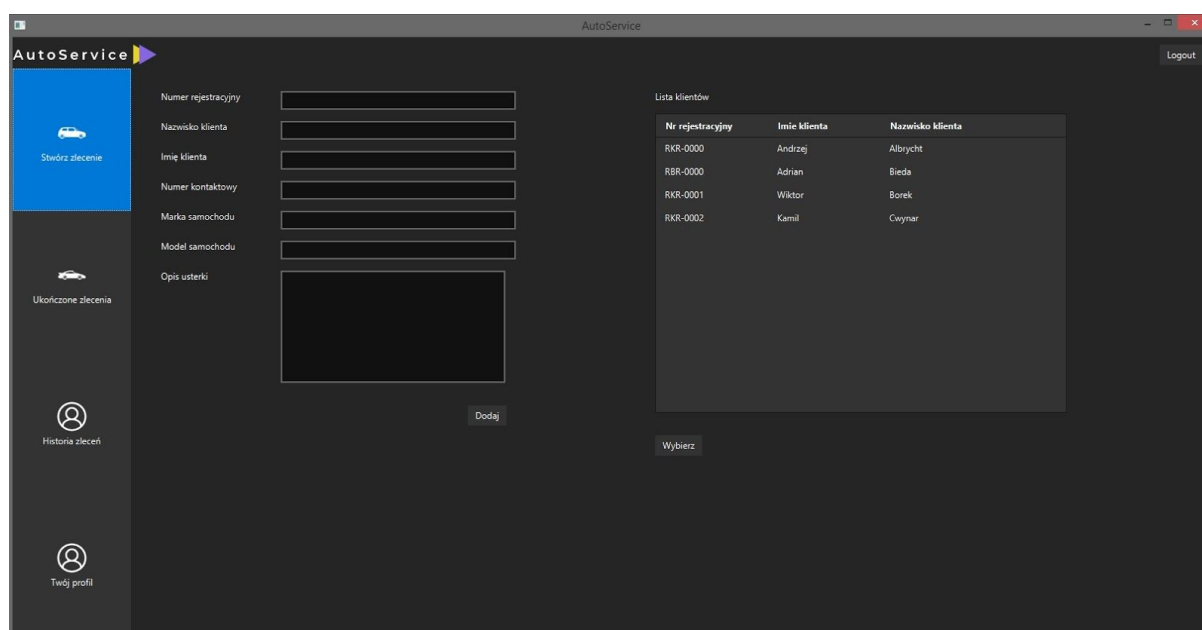 AutoService
AutoService
Logout
Stwórz zlecenie
Ukończone zlecenia
Historia zleceń
Twój profil
Numer rejestracyjny
Nazwisko klienta
Imię klienta
Numer kontaktowy
Marka samochodu
Model samochodu
Opis usterki
Dodaj
Lista klientów
Nr rejestracyjny Imie klienta Nazwisko klienta
RKR-0000 Andrzej Albrycht
RBR-0000 Adrian Bieda
RKR-0001 Wiktor Borek
RKR-0002 Kamil Cwynar
Wybierz